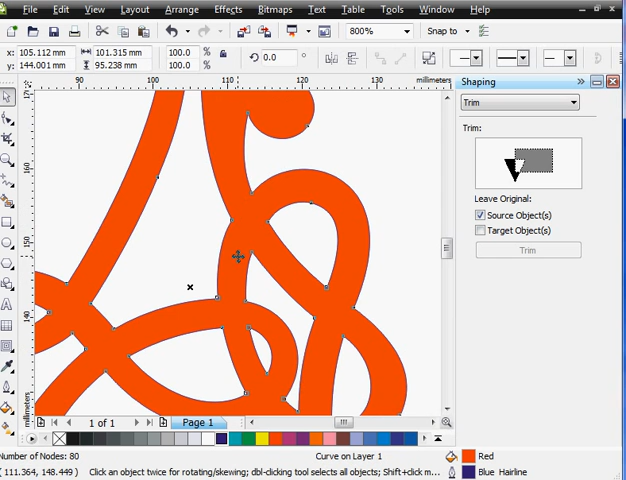 File Edit View Layout Arrange Effects Bitmaps Text Table Tools Window Help
800% Snap to
x: 105.112 mm 101.315 mm 100.0 % 0.0
y: 144.001 mm 95.238 mm 100.0 %
90 100 110 120 130 millimeters
Shaping
Trim
Trim:
160
150
140
millimeters
Leave Original:
Source Object(s)
Target Object(s)
Trim
1 of 1 Page 1
Number of Nodes: 80 Curve on Layer 1 Red
(111.364, 148.449) Click an object twice for rotating/skewing; dbl-clicking tool selects all objects; Shift+click m... Blue Hairline